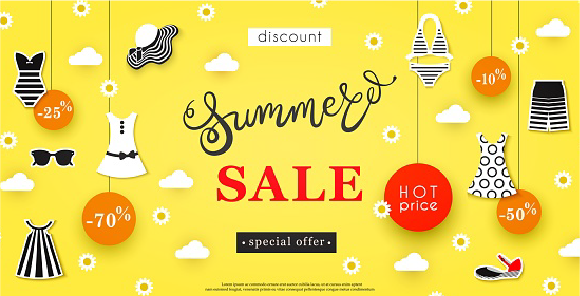 discount
-25%
-10%
Summer
SALE
HOT
price
-70%
-50%
• special offer •